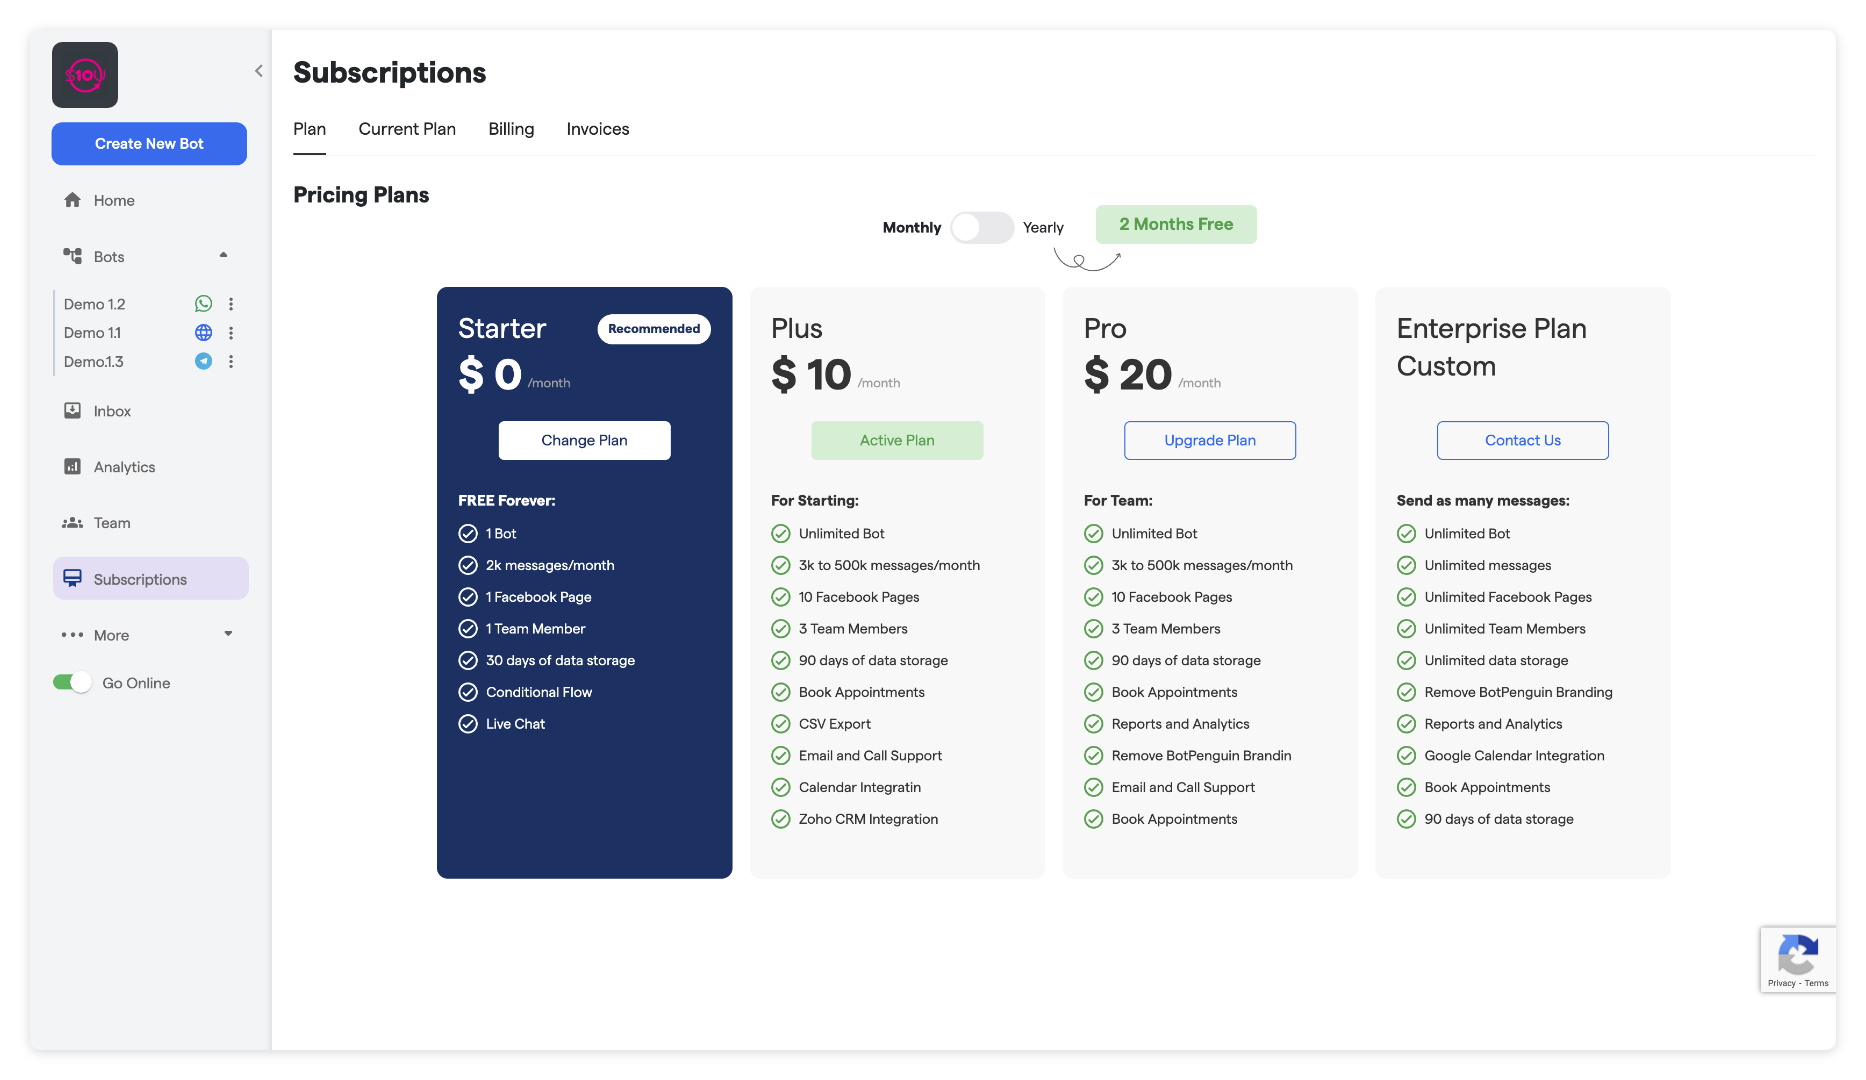 $10U
Create New Bot
Home
Bots
Demo 1.2
Demo 1.1
Demo.1.3
Inbox
Analytics
Team
Subscriptions
More
Go Online
Subscriptions
Plan Current Plan Billing Invoices
Pricing Plans
Monthly Yearly 2 Months Free
Starter Recommended
$ 0 /month
Change Plan
FREE Forever:
1 Bot
2k messages/month
1 Facebook Page
1 Team Member
30 days of data storage
Conditional Flow
Live Chat
Plus
$ 10 /month
Active Plan
For Starting:
Unlimited Bot
3k to 500k messages/month
10 Facebook Pages
3 Team Members
90 days of data storage
Book Appointments
CSV Export
Email and Call Support
Calendar Integratin
Zoho CRM Integration
Pro
$ 20 /month
Upgrade Plan
For Team:
Unlimited Bot
3k to 500k messages/month
10 Facebook Pages
3 Team Members
90 days of data storage
Book Appointments
Reports and Analytics
Remove BotPenguin Brandin
Email and Call Support
Book Appointments
Enterprise Plan
Custom
Contact Us
Send as many messages:
Unlimited Bot
Unlimited messages
Unlimited Facebook Pages
Unlimited Team Members
Unlimited data storage
Remove BotPenguin Branding
Reports and Analytics
Google Calendar Integration
Book Appointments
90 days of data storage
Privacy - Terms